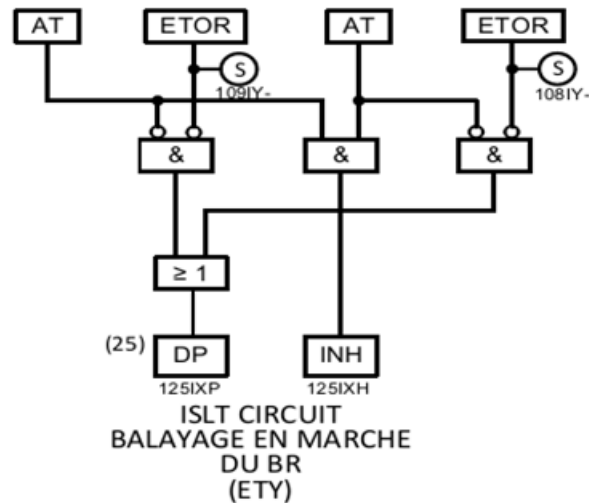 AT ETOR AT ETOR
S S
109IY- 108IY-
& & &
≥ 1
(25) DP INH
125IXP 125IXH
ISLT CIRCUIT
BALAYAGE EN MARCHE
DU BR
(ETY)